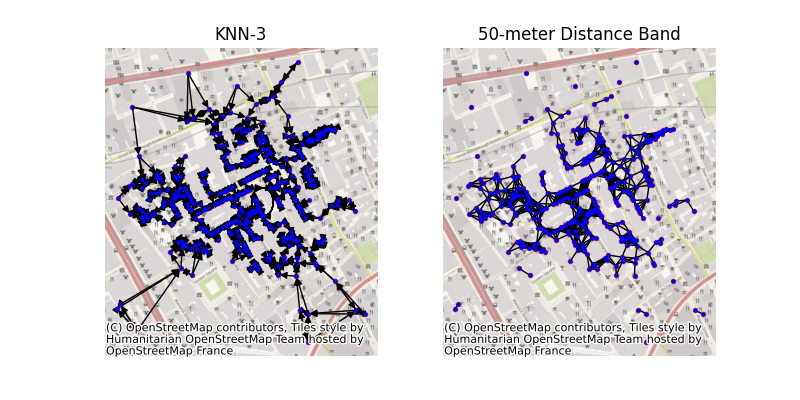 KNN-3
50-meter Distance Band
(C) OpenStreetMap contributors, Tiles style by
Humanitarian OpenStreetMap Team hosted by
OpenStreetMap France
(C) OpenStreetMap contributors, Tiles style by
Humanitarian OpenStreetMap Team hosted by
OpenStreetMap France